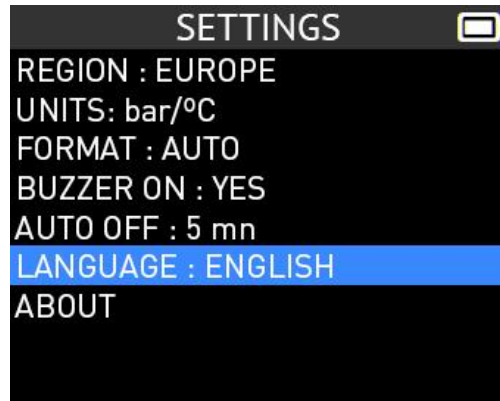 SETTINGS
REGION : EUROPE
UNITS: bar/ºC
FORMAT : AUTO
BUZZER ON : YES
AUTO OFF : 5 mn
LANGUAGE : ENGLISH
ABOUT